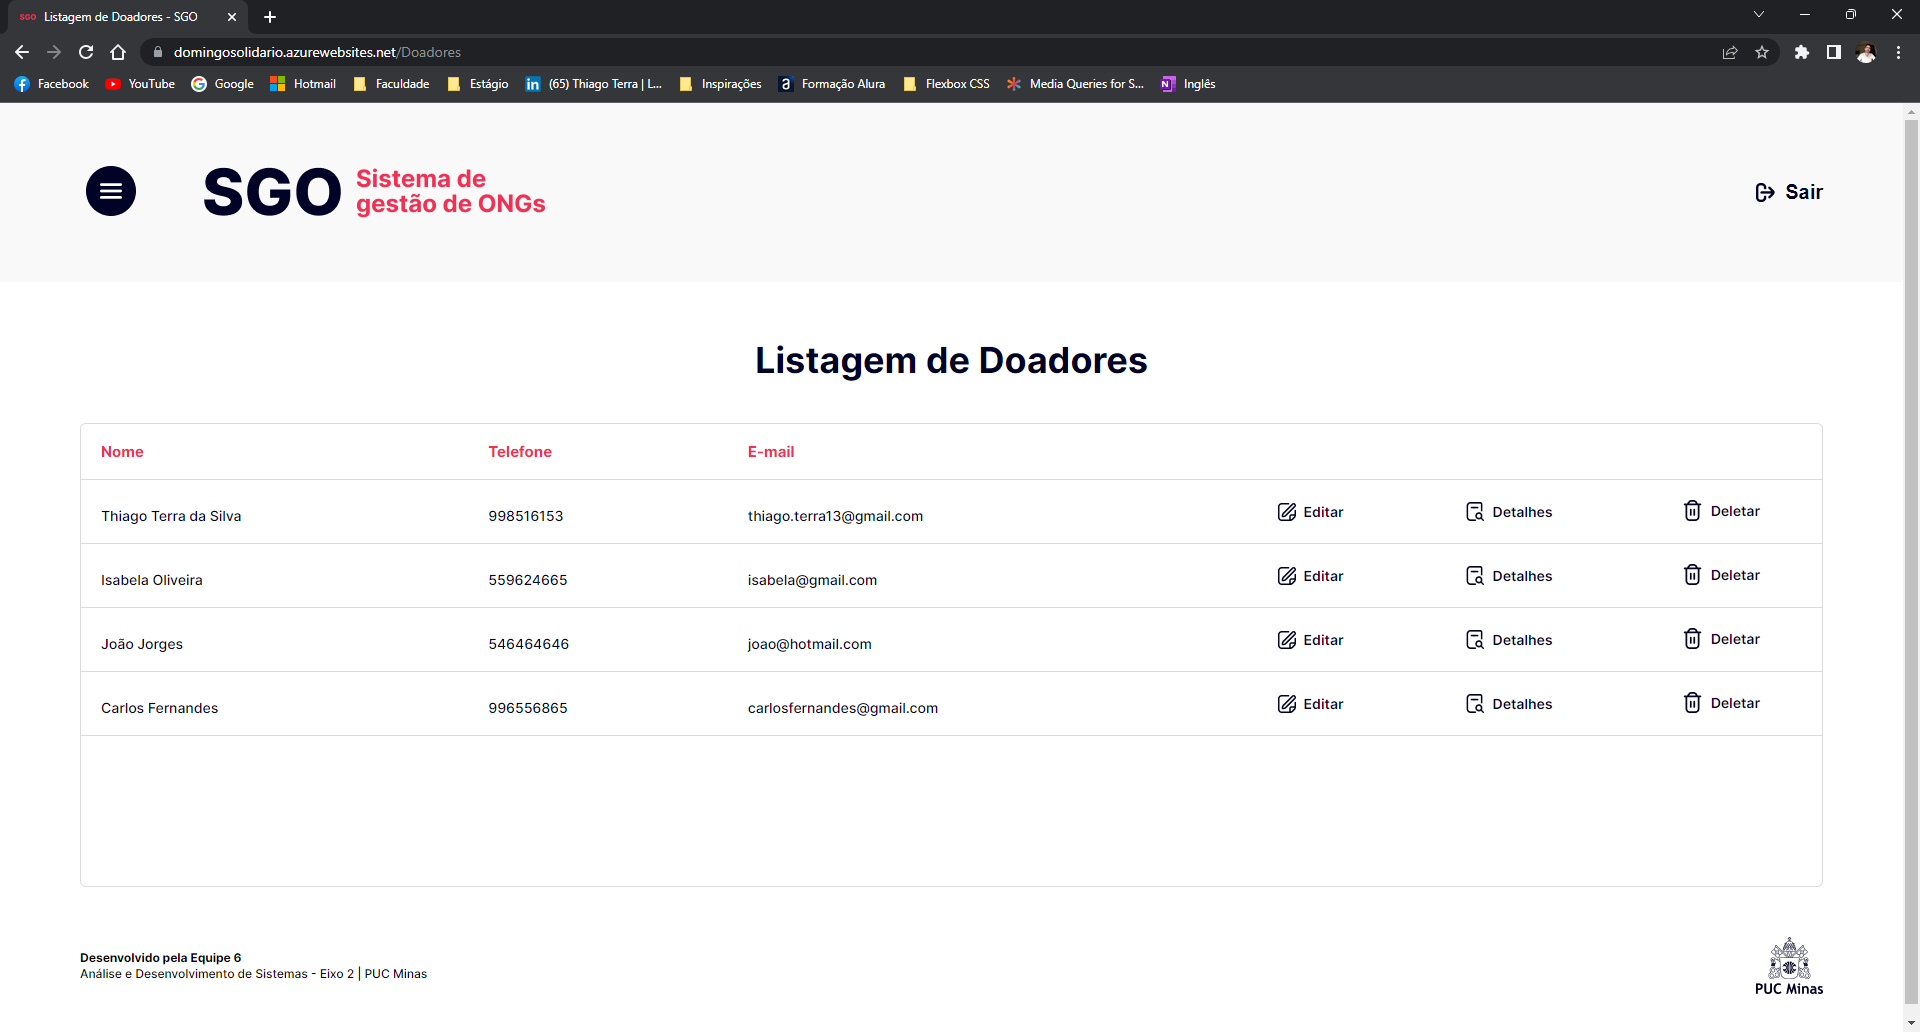 SGO Listagem de Doadores - SGO
domingosolidario.azurewebsites.net/Doadores
Facebook YouTube Google Hotmail Faculdade Estágio in (65) Thiago Terra | L... Inspirações a Formação Alura Flexbox CSS Media Queries for S... N Inglês
SGO
Sistema de
gestão de ONGs
Sair
Listagem de Doadores
Nome Telefone E-mail
Thiago Terra da Silva 998516153 thiago.terra13@gmail.com Editar Detalhes Deletar
Isabela Oliveira 559624665 isabela@gmail.com Editar Detalhes Deletar
João Jorges 546464646 joao@hotmail.com Editar Detalhes Deletar
Carlos Fernandes 996556865 carlosfernandes@gmail.com Editar Detalhes Deletar
Desenvolvido pela Equipe 6
Análise e Desenvolvimento de Sistemas - Eixo 2 | PUC Minas
PUC Minas